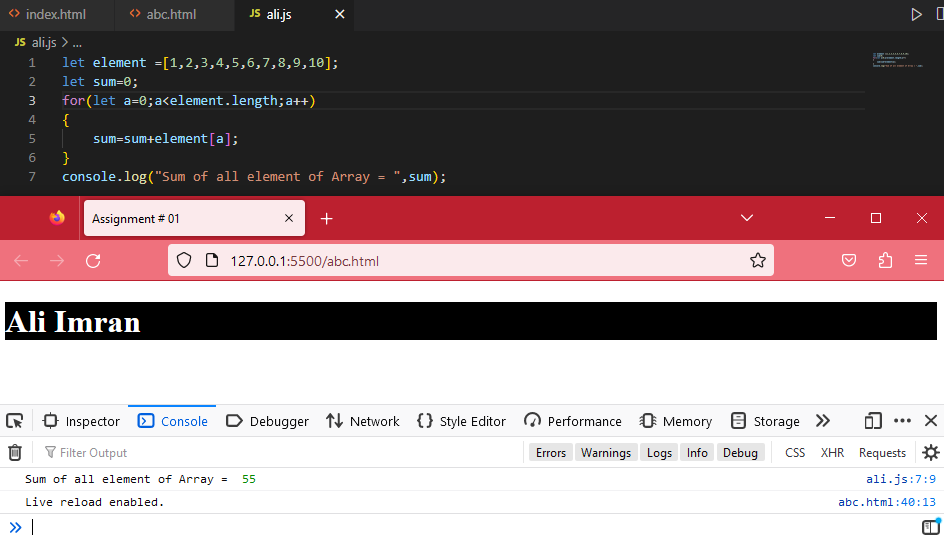 index.html abc.html JS ali.js
JS ali.js > ...
1 let element =[1,2,3,4,5,6,7,8,9,10];
2 let sum=0;
3 for(let a=0;a<element.length;a++)
4 {
5 sum=sum+element[a];
6 }
7 console.log("Sum of all element of Array = ",sum);
Assignment # 01
127.0.0.1:5500/abc.html
Ali Imran
Inspector Console Debugger Network Style Editor Performance Memory Storage
Filter Output Errors Warnings Logs Info Debug CSS XHR Requests
Sum of all element of Array = 55 ali.js:7:9
Live reload enabled. abc.html:40:13